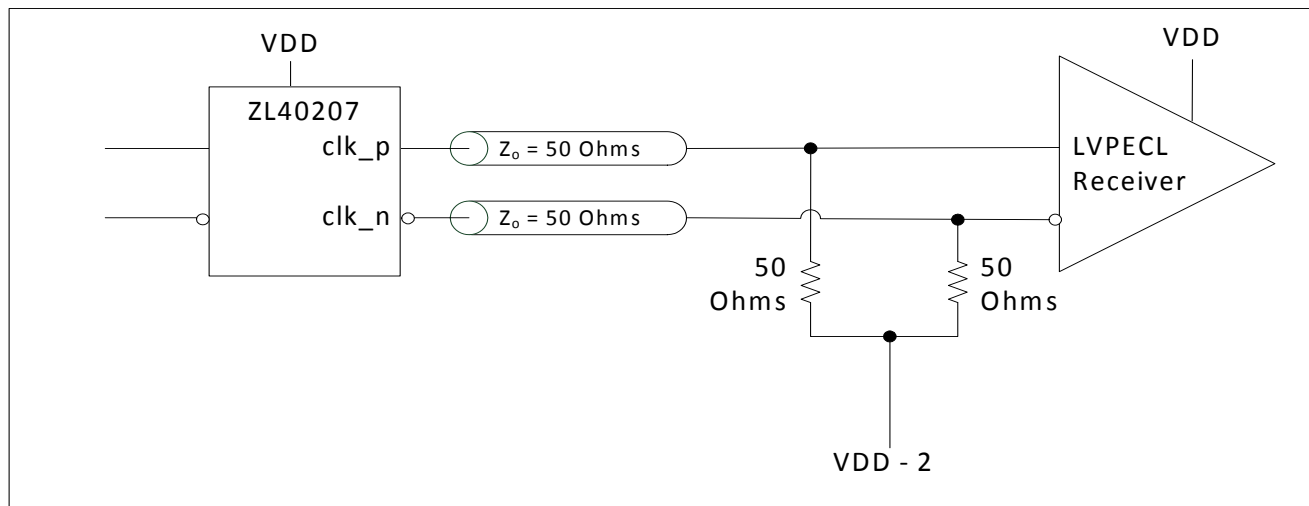 VDD
VDD
ZL40207
clk_p
Zo = 50 Ohms
LVPECL
Receiver
clk_n
Zo = 50 Ohms
50
Ohms
50
Ohms
VDD - 2